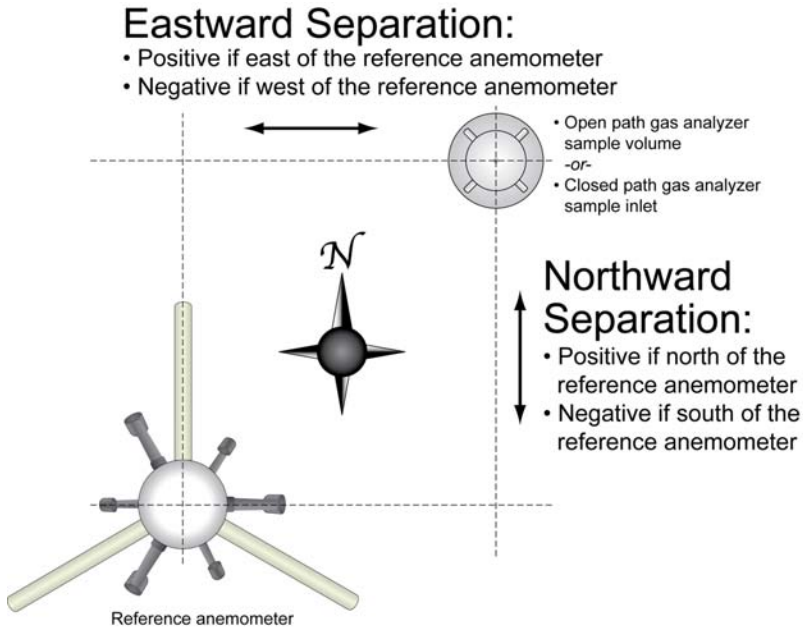 Eastward Separation:
• Positive if east of the reference anemometer
• Negative if west of the reference anemometer
• Open path gas analyzer
sample volume
-or-
• Closed path gas analyzer
sample inlet
N
Northward
Separation:
• Positive if north of the
reference anemometer
• Negative if south of the
reference anemometer
Reference anemometer